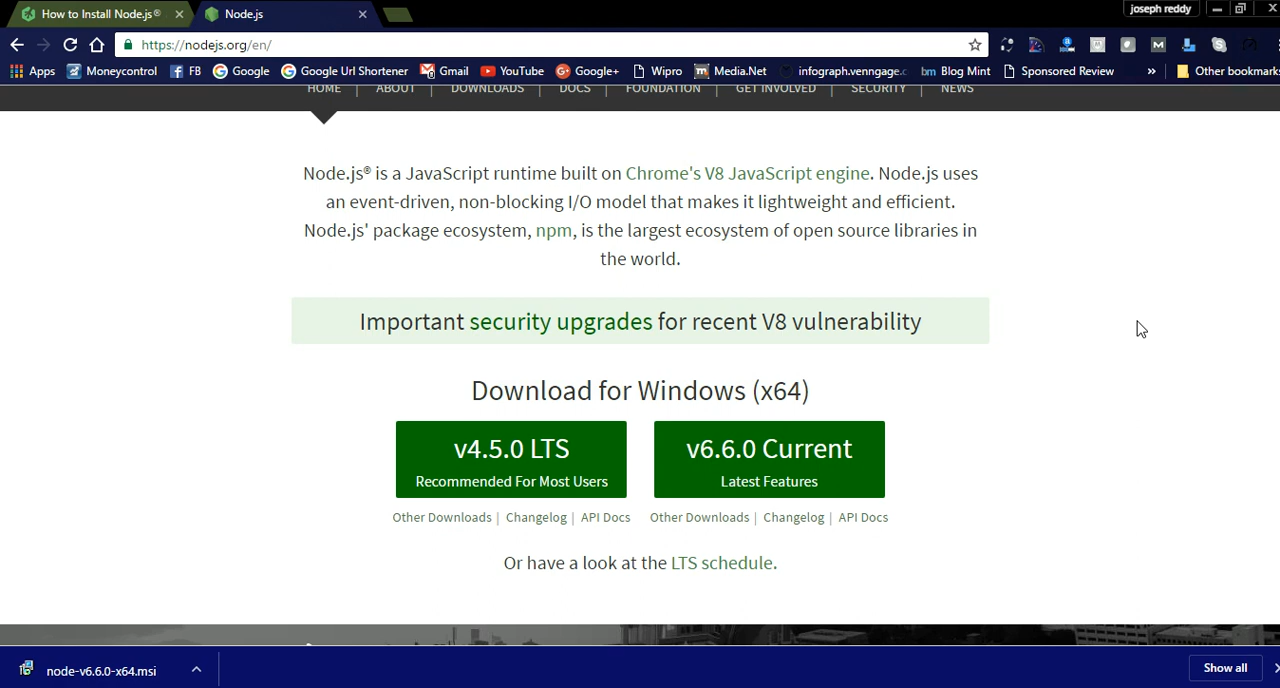 How to Install Node.js®
Node.js
joseph reddy
https://nodejs.org/en/
Apps
Moneycontrol
FB
Google
Google Url Shortener
Gmail
YouTube
Google+
Wipro
Media.Net
infograph.venngage.c
Blog Mint
Sponsored Review
»
Other bookmarks
HOME | ABOUT | DOWNLOADS | DOCS | FOUNDATION | GET INVOLVED | SECURITY | NEWS
Node.js® is a JavaScript runtime built on Chrome's V8 JavaScript engine. Node.js uses
an event-driven, non-blocking I/O model that makes it lightweight and efficient.
Node.js' package ecosystem, npm, is the largest ecosystem of open source libraries in
the world.
Important security upgrades for recent V8 vulnerability
Download for Windows (x64)
v4.5.0 LTS
Recommended For Most Users
v6.6.0 Current
Latest Features
Other Downloads | Changelog | API Docs
Other Downloads | Changelog | API Docs
Or have a look at the LTS schedule.
node-v6.6.0-x64.msi
Show all